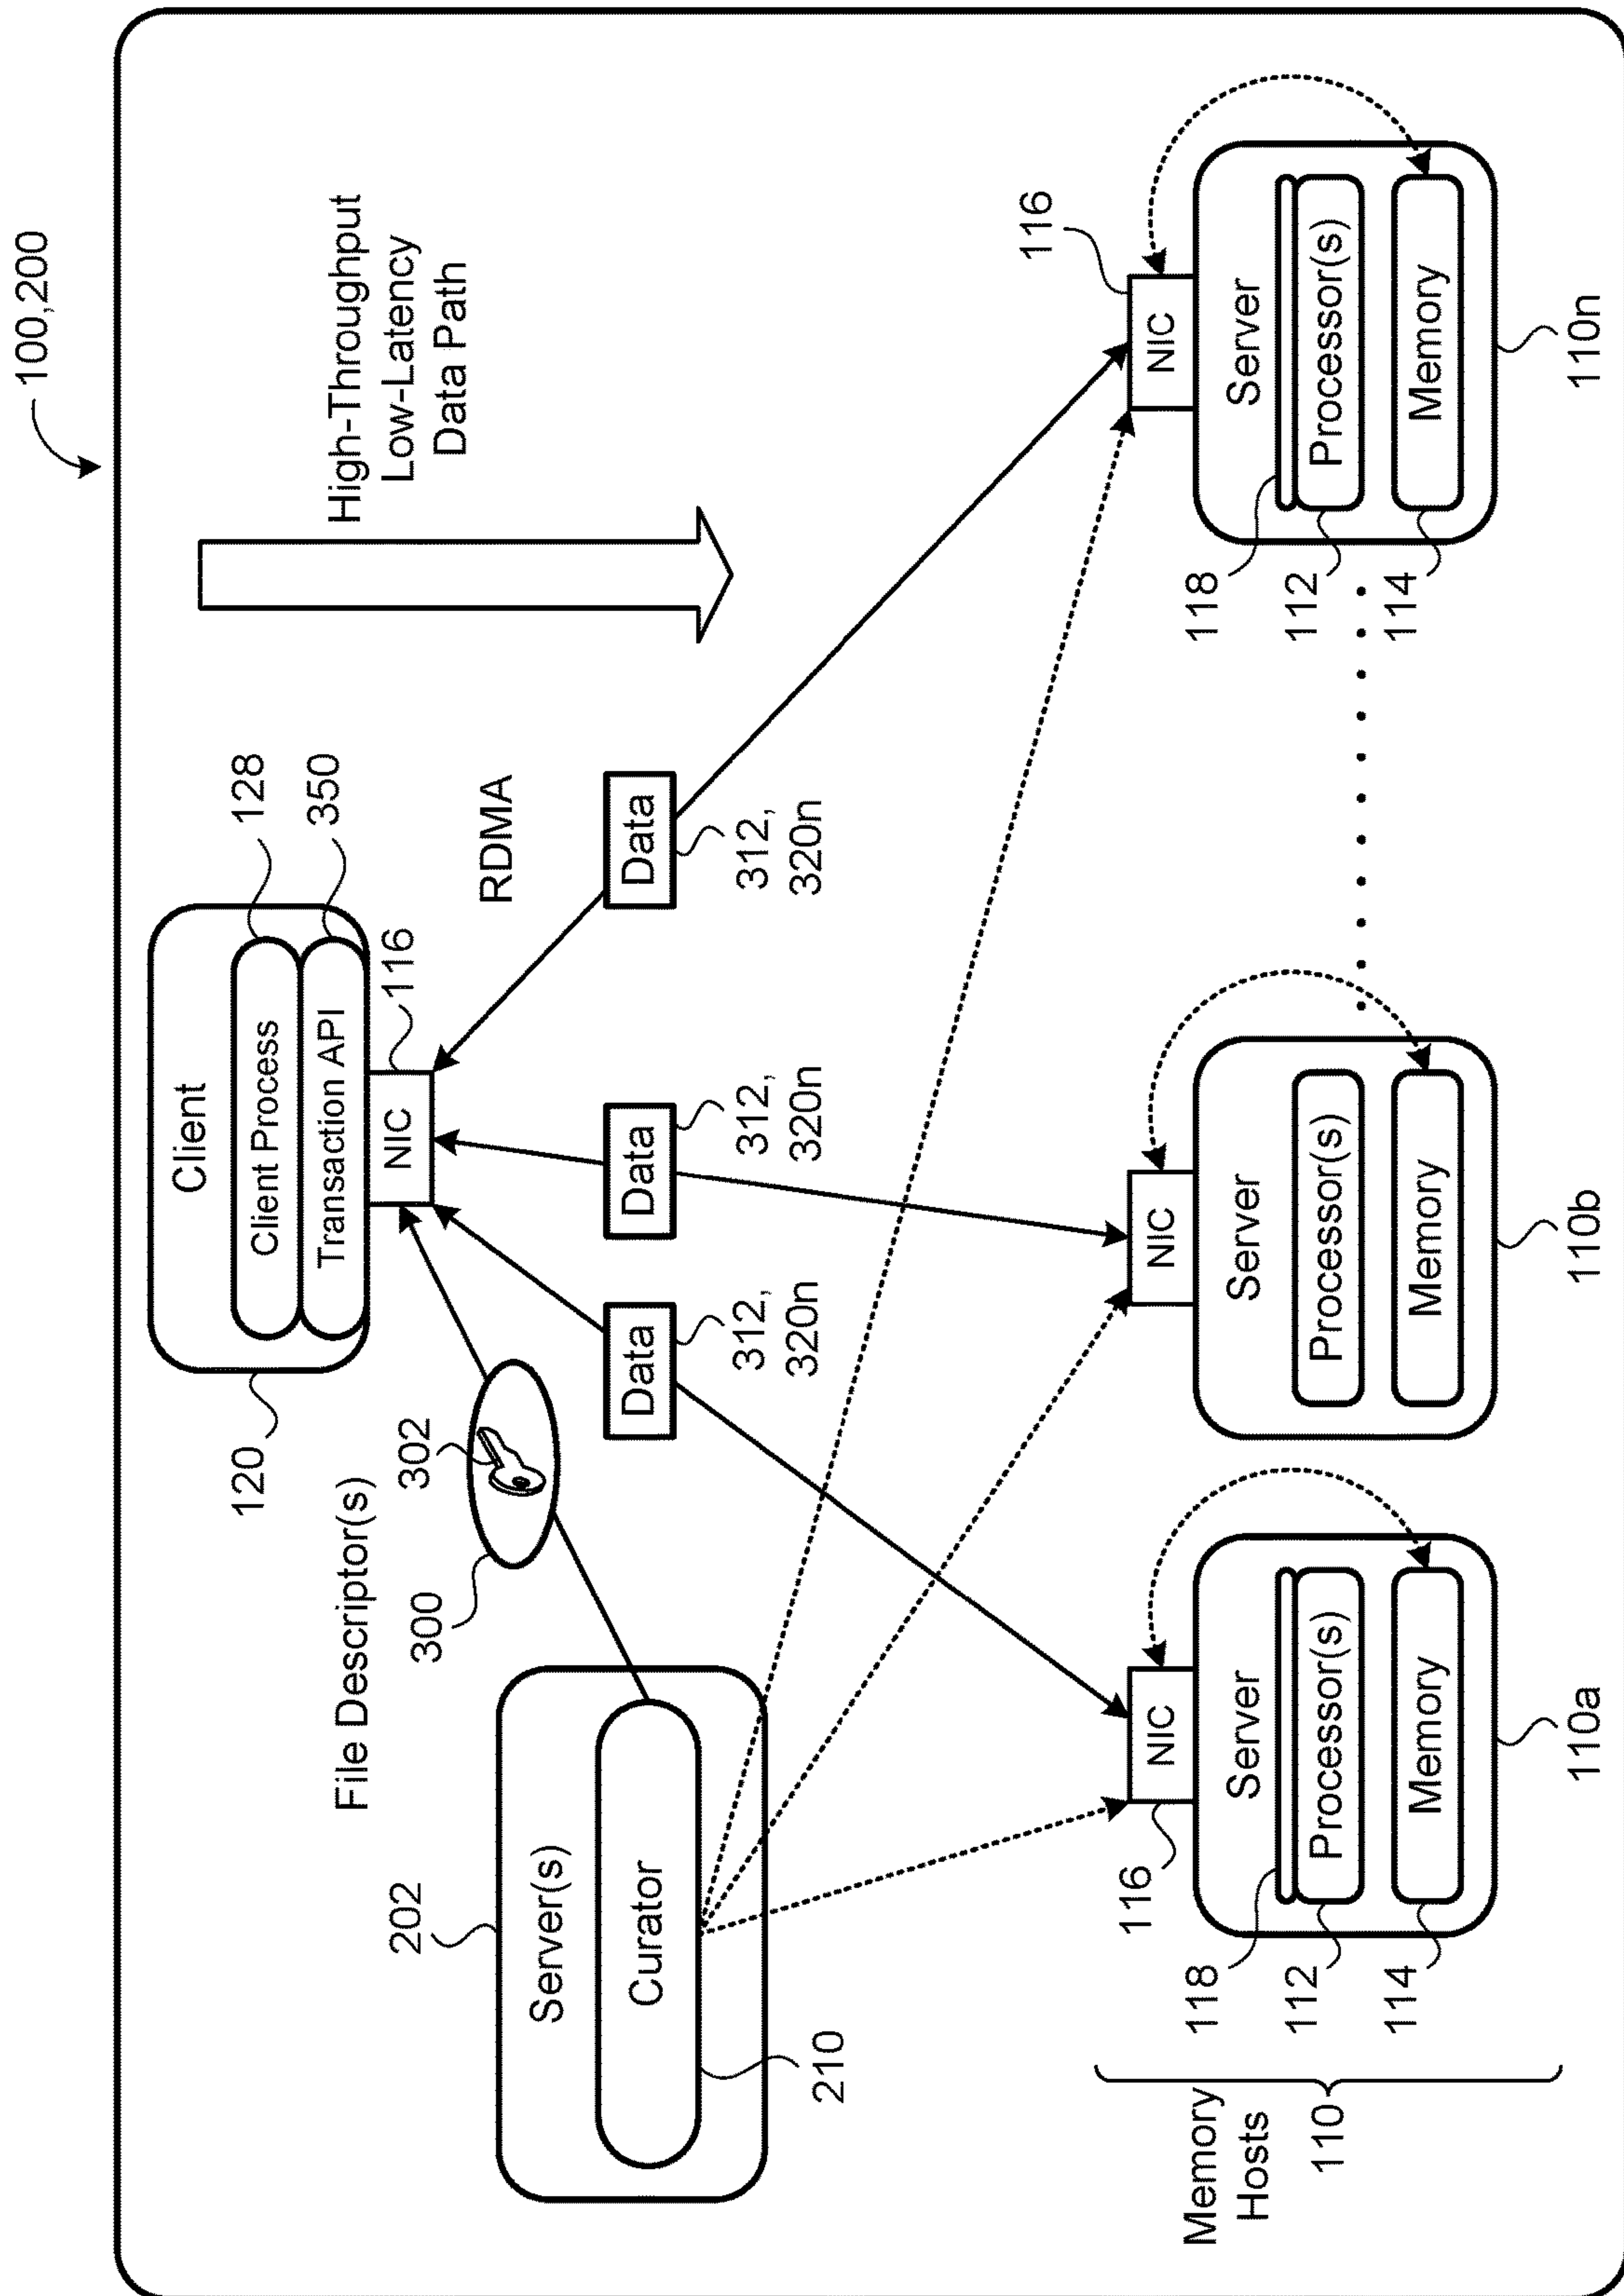 100,200
High-Throughput
Low-Latency
Data Path
Client
Client Process
Transaction API
NIC
120
128
350
116
File Descriptor(s)
302
300
RDMA
Data
312,
320n
Data
312,
320n
Data
312,
320n
202
Server(s)
Curator
210
Memory
Hosts
110
116
NIC
Server
Processor(s)
Memory
118
112
114
110a
NIC
Server
Processor(s)
Memory
110b
116
NIC
Server
Processor(s)
Memory
118
112
114
110n